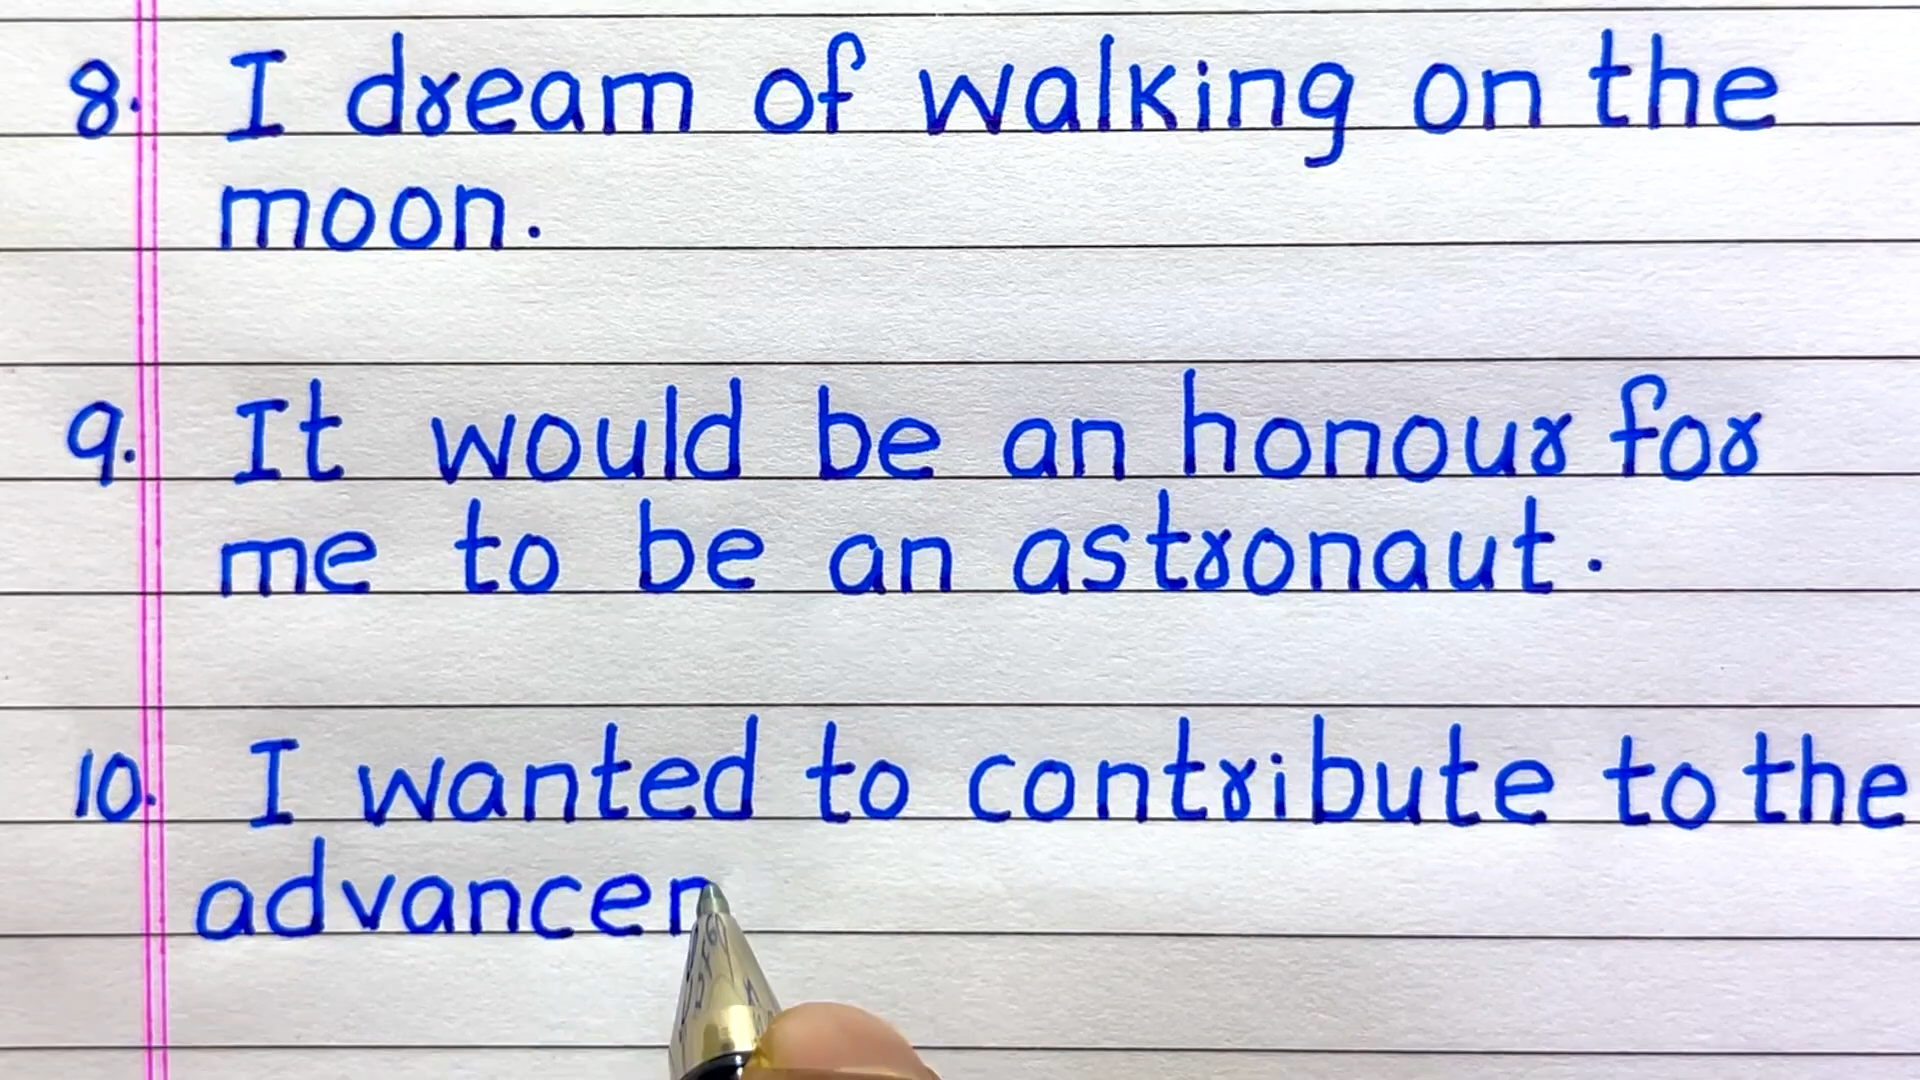 8. I dream of walking on the
moon.
9. It would be an honour for
me to be an astronaut.
10. I wanted to contribute to the